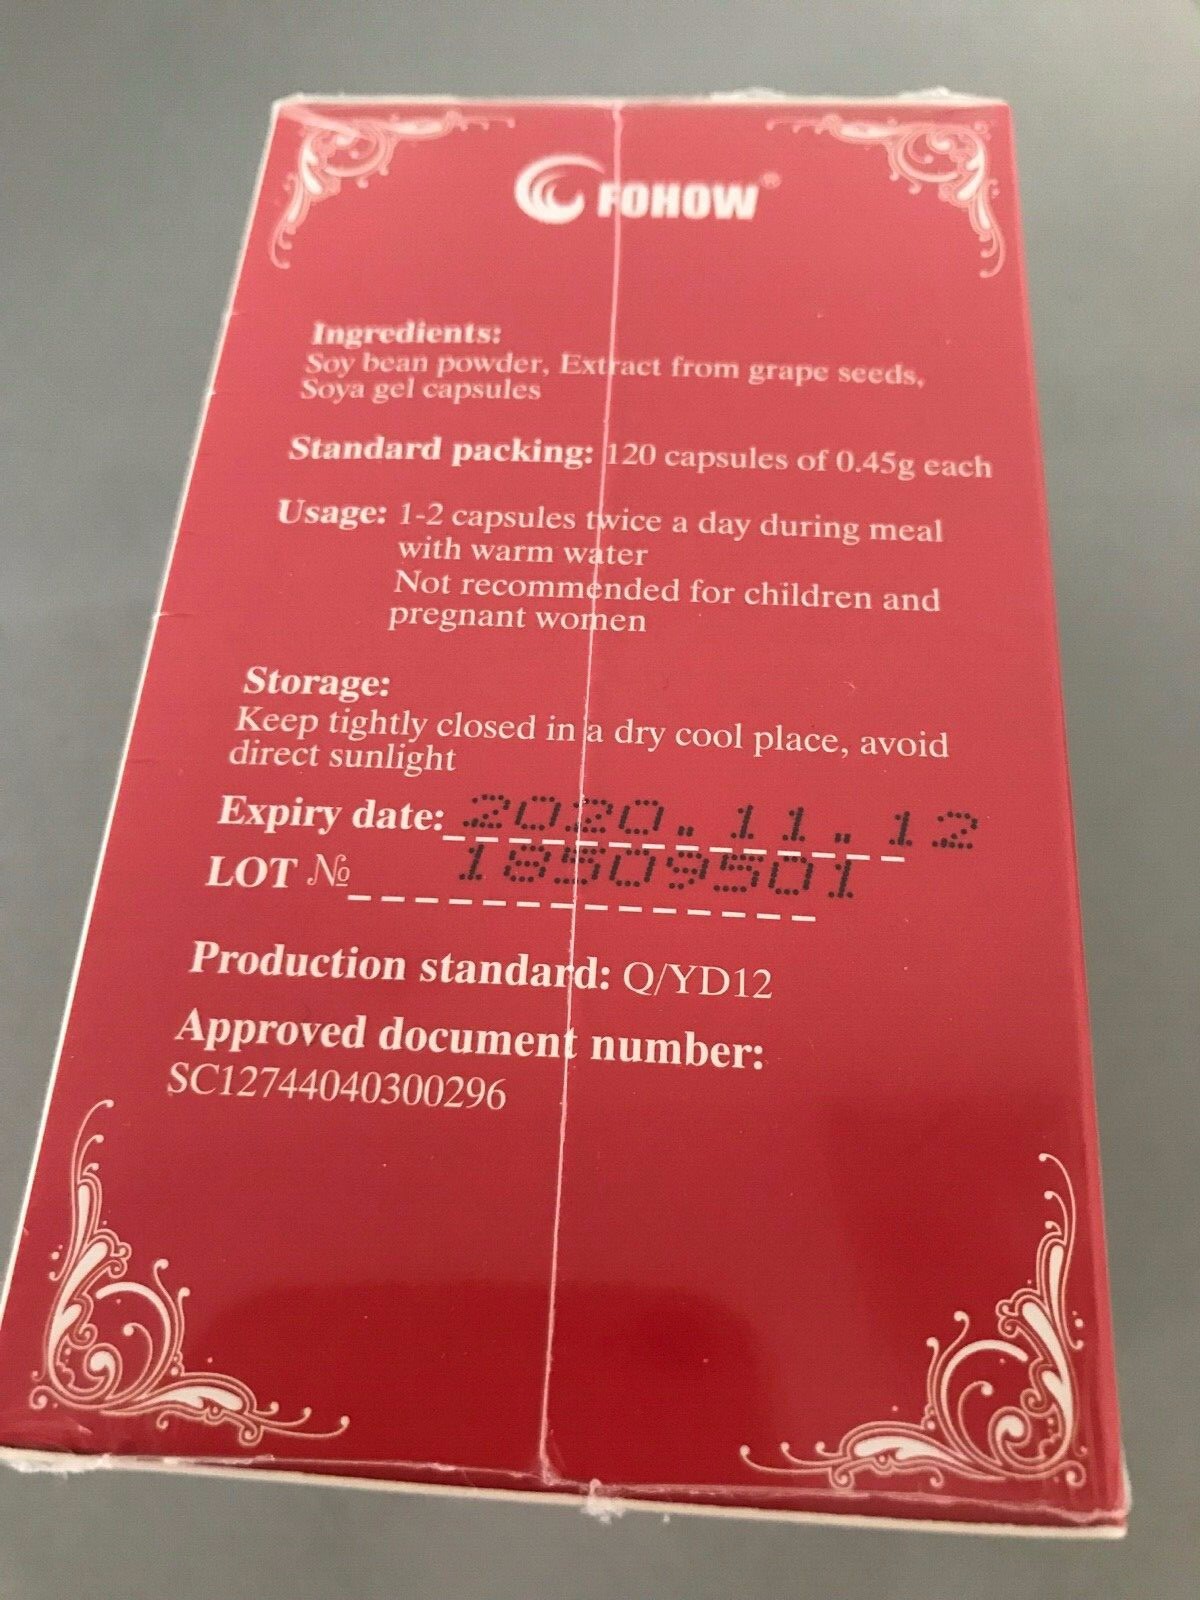 FOHOW®
Ingredients:
Soy bean powder, Extract from grape seeds,
Soya gel capsules
Standard packing: 120 capsules of 0.45g each
Usage: 1-2 capsules twice a day during meal
with warm water
Not recommended for children and
pregnant women
Storage:
Keep tightly closed in a dry cool place, avoid
direct sunlight
Expiry date: 2020.11.12
LOT № 18509501
Production standard: Q/YD12
Approved document number:
SC12744040300296